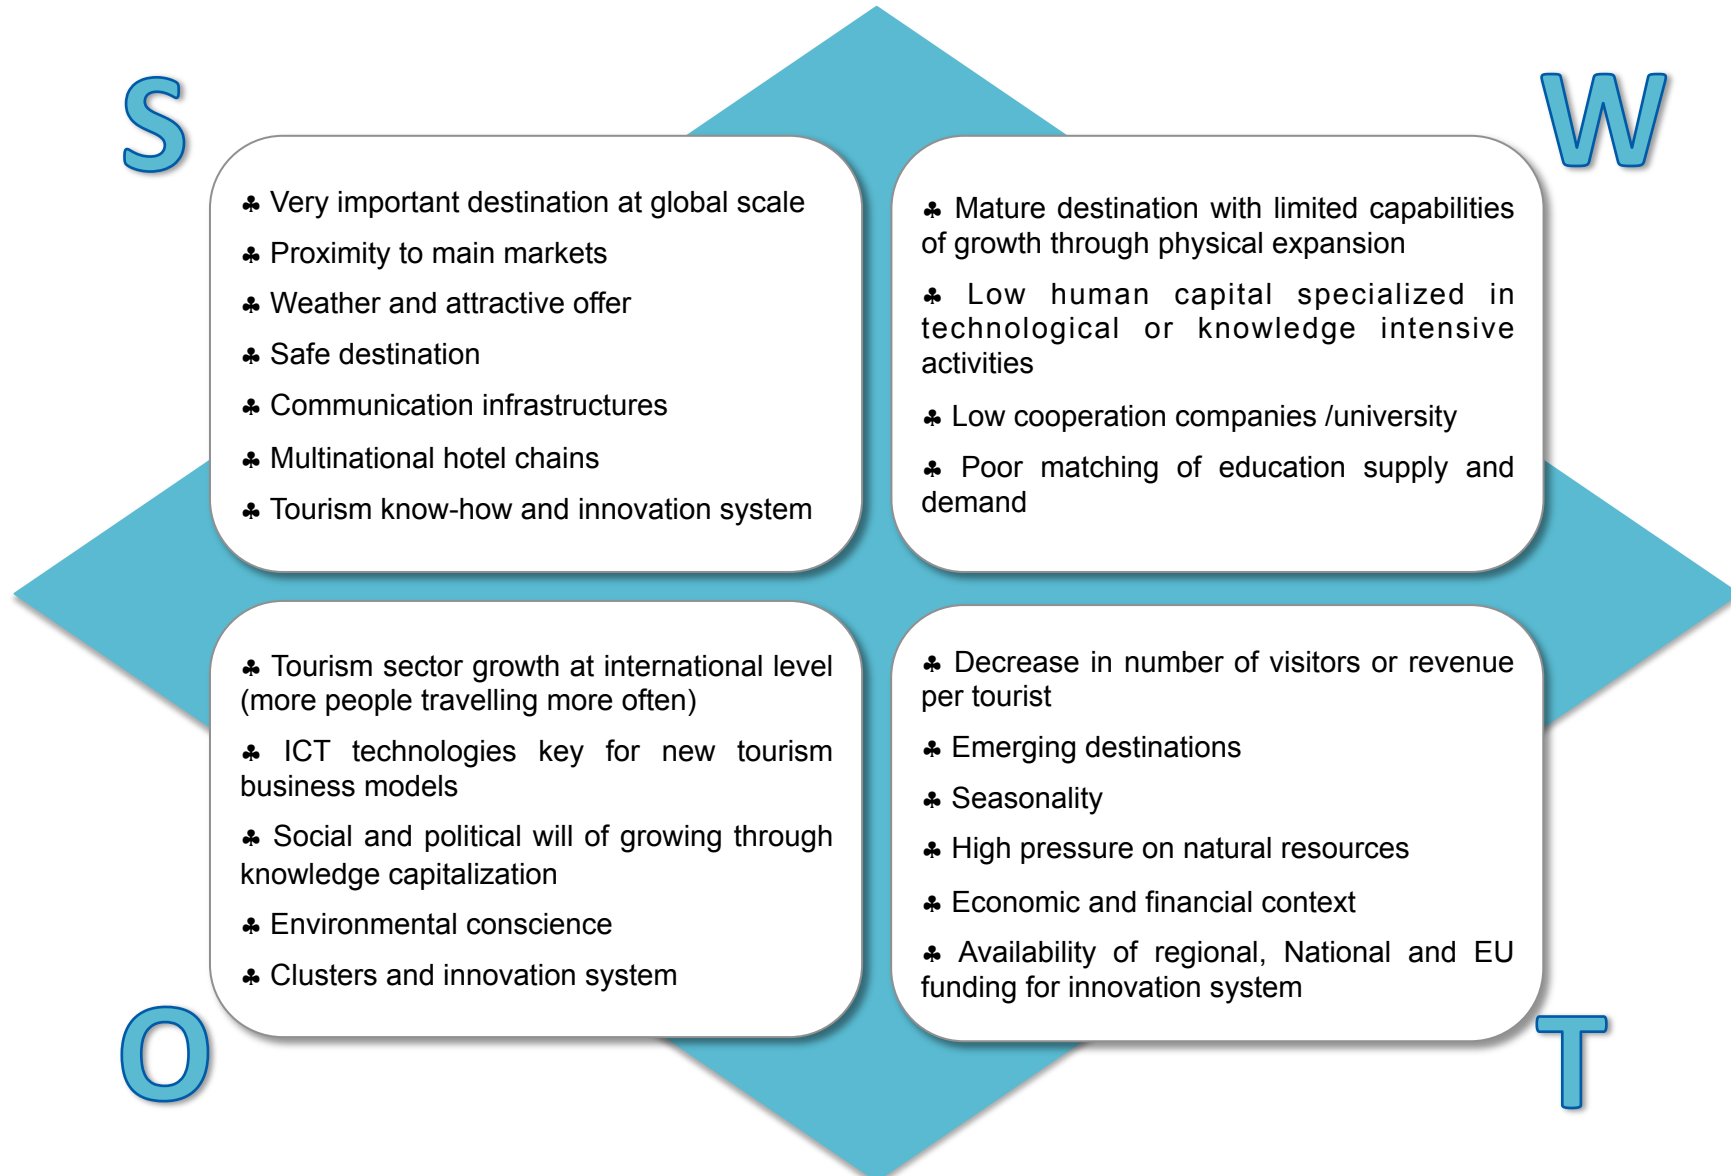 S
♣ Very important destination at global scale
♣ Proximity to main markets
♣ Weather and attractive offer
♣ Safe destination
♣ Communication infrastructures
♣ Multinational hotel chains
♣ Tourism know-how and innovation system
W
♣ Mature destination with limited capabilities
of growth through physical expansion
♣ Low human capital specialized in
technological or knowledge intensive
activities
♣ Low cooperation companies /university
♣ Poor matching of education supply and
demand
♣ Tourism sector growth at international level
(more people travelling more often)
♣ ICT technologies key for new tourism
business models
♣ Social and political will of growing through
knowledge capitalization
♣ Environmental conscience
♣ Clusters and innovation system
O
♣ Decrease in number of visitors or revenue
per tourist
♣ Emerging destinations
♣ Seasonality
♣ High pressure on natural resources
♣ Economic and financial context
♣ Availability of regional, National and EU
funding for innovation system
T